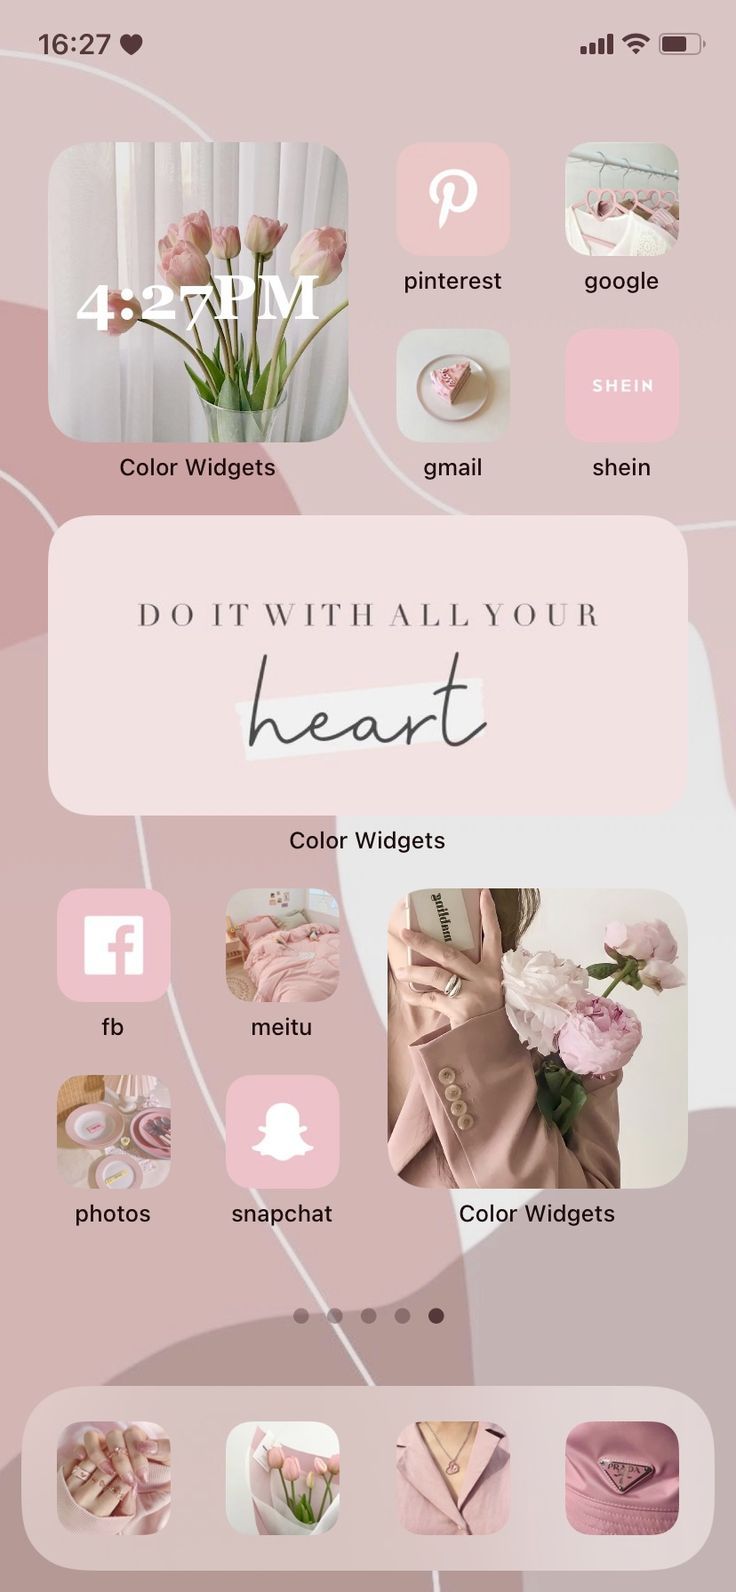 16:27
4:27PM
Color Widgets
pinterest
google
gmail
SHEIN
shein
DO IT WITH ALL YOUR
heart
Color Widgets
fb
meitu
photos
snapchat
Color Widgets
PRADA